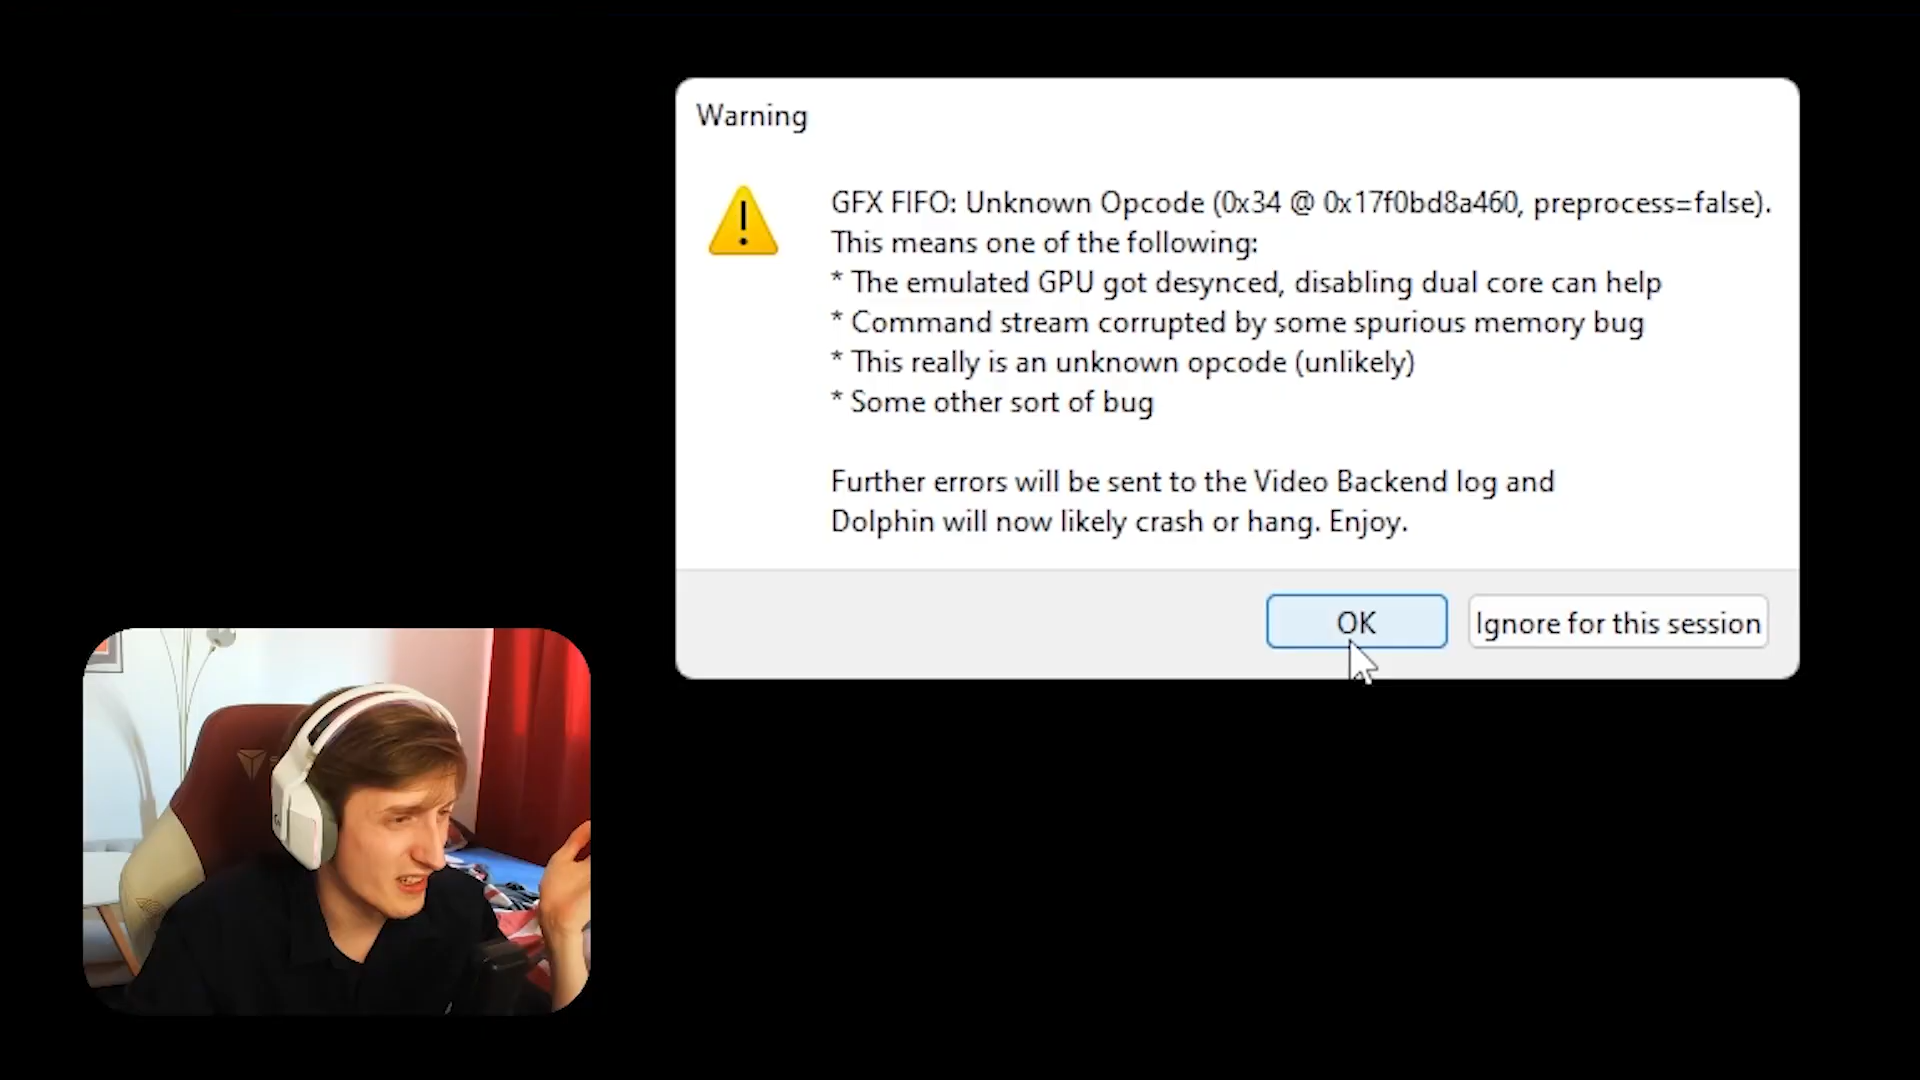 Warning
GFX FIFO: Unknown Opcode (0x34 @ 0x17f0bd8a460, preprocess=false).
This means one of the following:
* The emulated GPU got desynced, disabling dual core can help
* Command stream corrupted by some spurious memory bug
* This really is an unknown opcode (unlikely)
* Some other sort of bug
Further errors will be sent to the Video Backend log and
Dolphin will now likely crash or hang. Enjoy.
OK
Ignore for this session